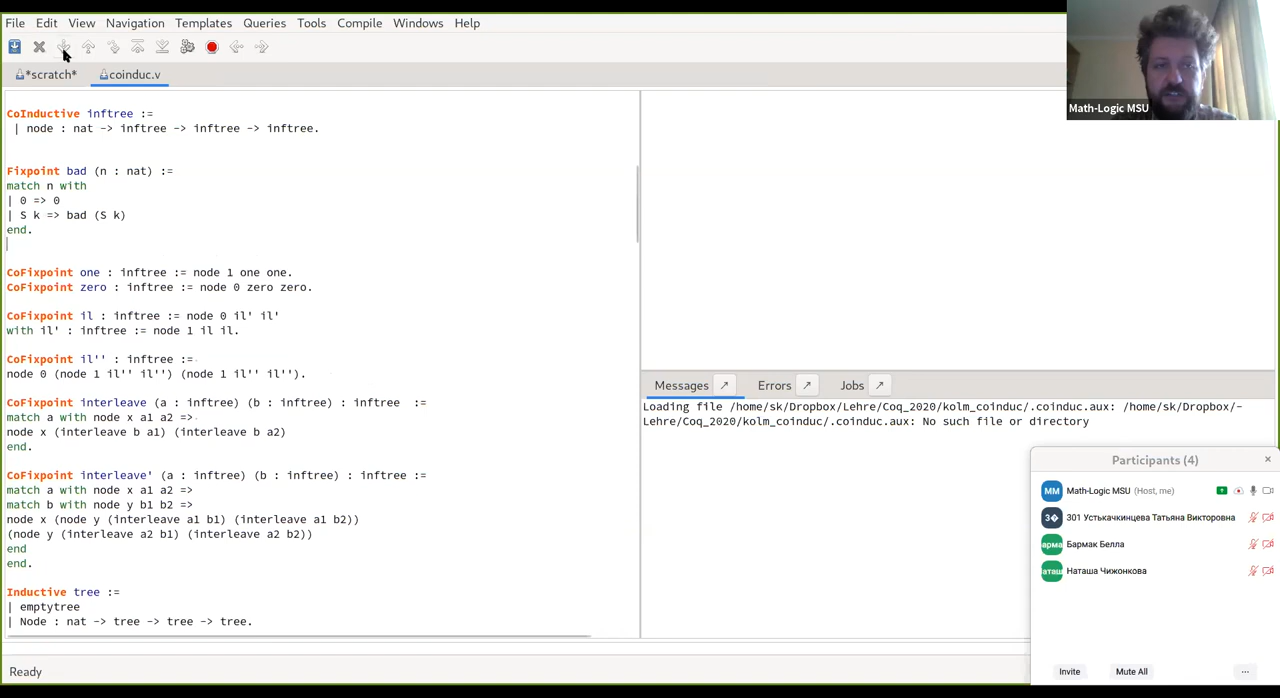 File Edit View Navigation Templates Queries Tools Compile Windows Help
*scratch* coinduc.v
CoInductive inftree :=
| node : nat -> inftree -> inftree -> inftree.
Fixpoint bad (n : nat) :=
match n with
| 0 => 0
| S k => bad (S k)
end.
CoFixpoint one : inftree := node 1 one one.
CoFixpoint zero : inftree := node 0 zero zero.
CoFixpoint il : inftree := node 0 il' il'
with il' : inftree := node 1 il il.
CoFixpoint il'' : inftree :=
node 0 (node 1 il'' il'') (node 1 il'' il'').
CoFixpoint interleave (a : inftree) (b : inftree) : inftree :=
match a with node x a1 a2 =>
node x (interleave b a1) (interleave b a2)
end.
CoFixpoint interleave' (a : inftree) (b : inftree) : inftree :=
match a with node x a1 a2 =>
match b with node y b1 b2 =>
node x (node y (interleave a1 b1) (interleave a1 b2))
(node y (interleave a2 b1) (interleave a2 b2))
end
end.
Inductive tree :=
| emptytree
| Node : nat -> tree -> tree -> tree.
Ready
Messages Errors Jobs
Loading file /home/sk/Dropbox/Lehre/Coq_2020/kolm_coinduc/.coinduc.aux: /home/sk/Dropbox/-
Lehre/Coq_2020/kolm_coinduc/.coinduc.aux: No such file or directory
Math-Logic MSU
Participants (4)
MM Math-Logic MSU (Host, me)
301 Устькачкинцева Татьяна Викторовна
Бармак Белла
Наташа Чижонкова
Invite Mute All ...